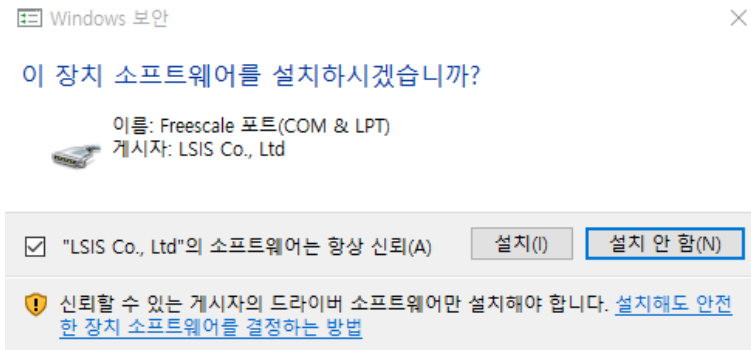 Windows 보안
이 장치 소프트웨어를 설치하시겠습니까?
이름: Freescale 포트(COM & LPT)
게시자: LSIS Co., Ltd
"LSIS Co., Ltd"의 소프트웨어는 항상 신뢰(A)
설치(I)
설치 안 함(N)
신뢰할 수 있는 게시자의 드라이버 소프트웨어만 설치해야 합니다. 설치해도 안전
한 장치 소프트웨어를 결정하는 방법